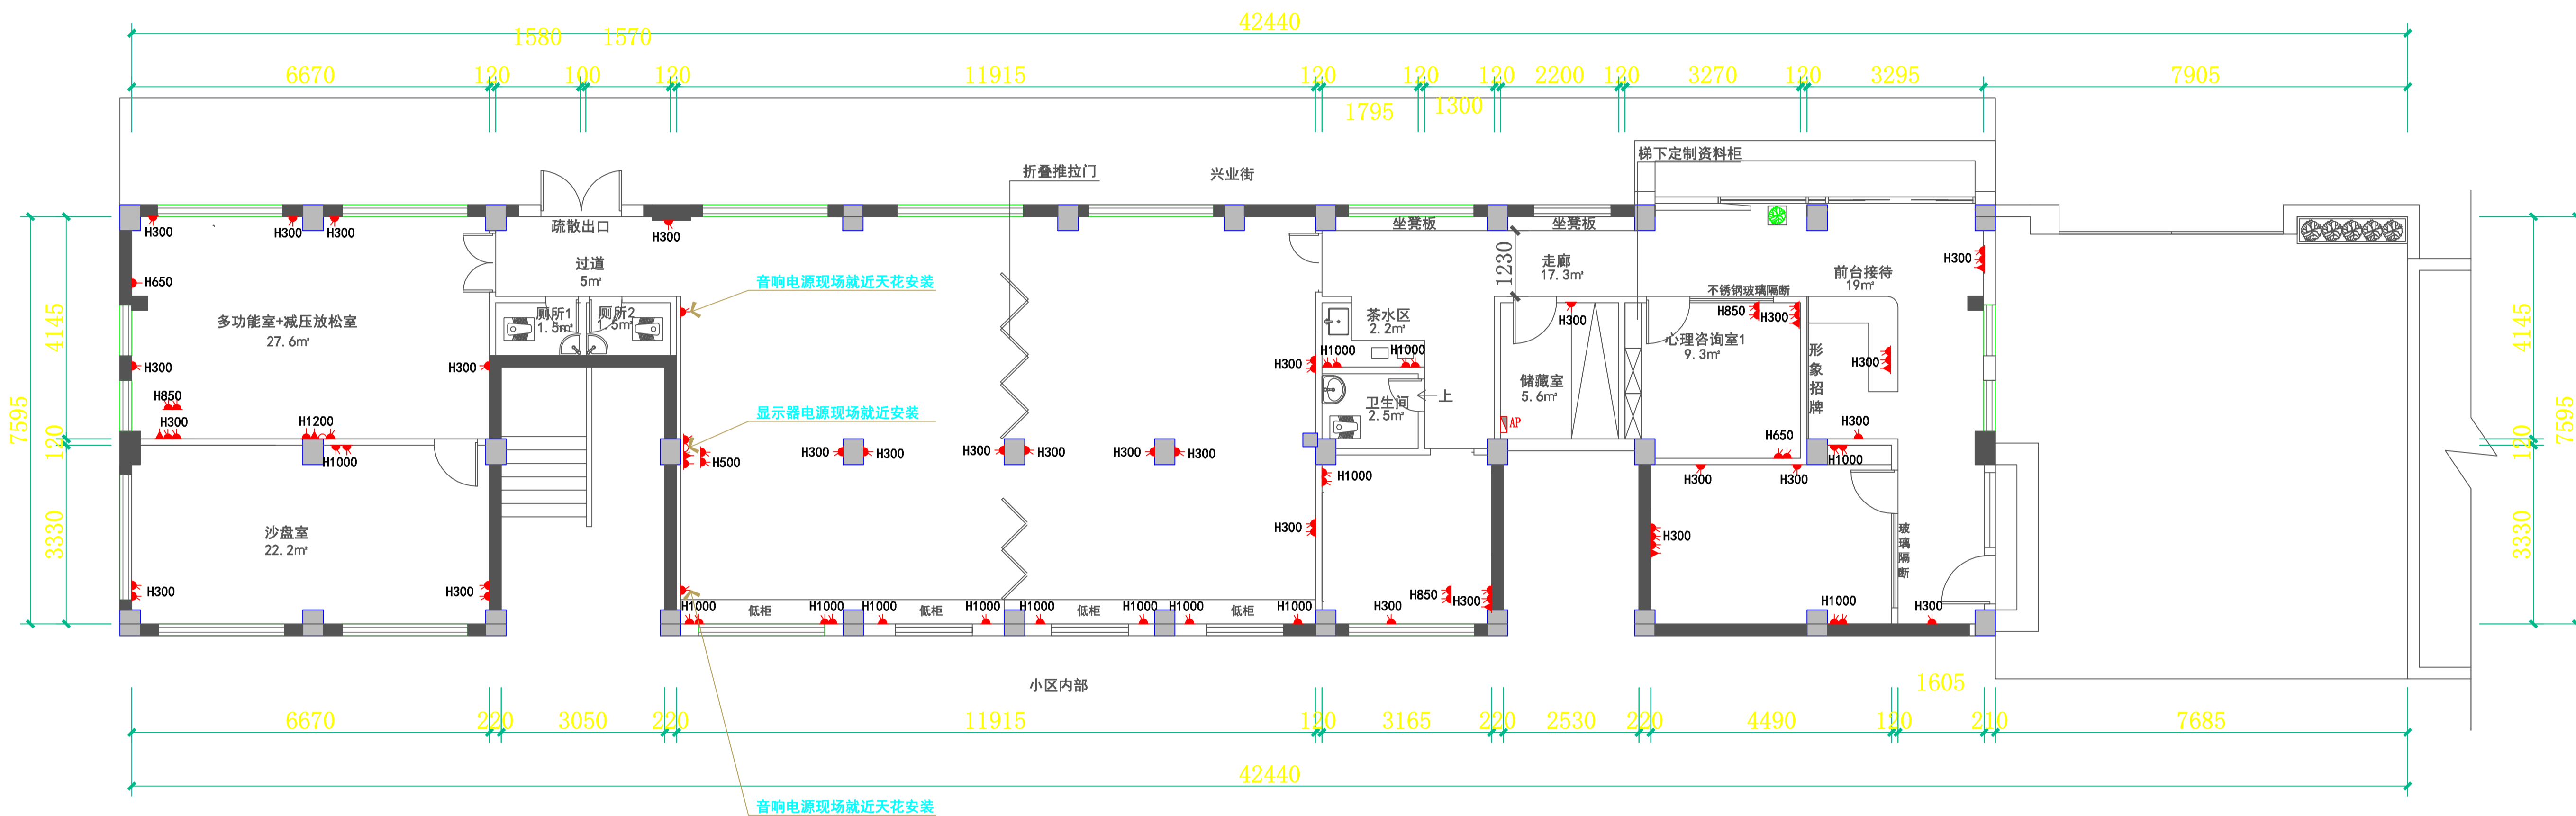 42440
1580
1570
6670
120
100
120
11915
120
120
120
2200
120
3270
120
3295
7905
1795
1300
梯下定制资料柜
折叠推拉门
兴业街
疏散出口
坐凳板
坐凳板
H300
H300
H300
H300
过道
5㎡
音响电源现场就近天花安装
1230
走廊
17.3㎡
前台接待
19㎡
H300
H650
不锈钢玻璃隔断
厕所1
1.5㎡
厕所2
1.5㎡
茶水区
2.2㎡
H300
H850
H300
多功能室+减压放松室
27.6㎡
心理咨询室1
9.3㎡
4145
4145
H300
H300
H300
H1000
H1000
H300
形象招牌
储藏室
5.6㎡
卫生间
2.5㎡
上
H850
H300
H1200
显示器电源现场就近安装
AP
H300
7595
120
7595
120
H1000
H500
H300
H300
H300
H300
H300
H300
H650
H1000
H1000
H300
H300
沙盘室
22.2㎡
3330
3330
H300
H300
玻璃隔断
H300
H300
H1000
低柜
H1000
H1000
低柜
H1000
H1000
低柜
H1000
H1000
低柜
H1000
H300
H850
H300
H1000
H300
小区内部
1605
6670
220
3050
220
11915
120
3165
220
2530
220
4490
120
210
7685
42440
音响电源现场就近天花安装